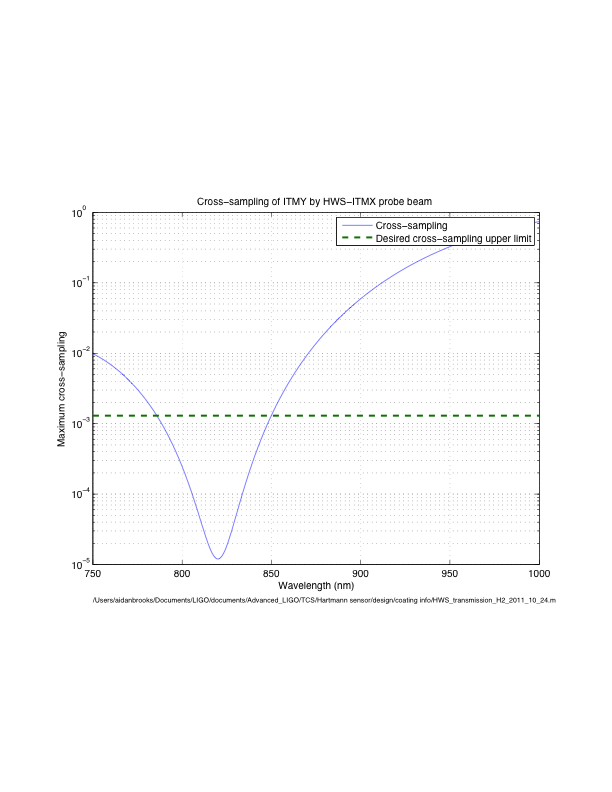 Cross−sampling of ITMY by HWS−ITMX probe beam
10^0
Cross−sampling
Desired cross−sampling upper limit
10^−1
10^−2
10^−3
10^−4
10^−5
Maximum cross−sampling
750 800 850 900 950 1000
Wavelength (nm)
/Users/aidanbrooks/Documents/LIGO/documents/Advanced_LIGO/TCS/Hartmann sensor/design/coating info/HWS_transmission_H2_2011_10_24.m